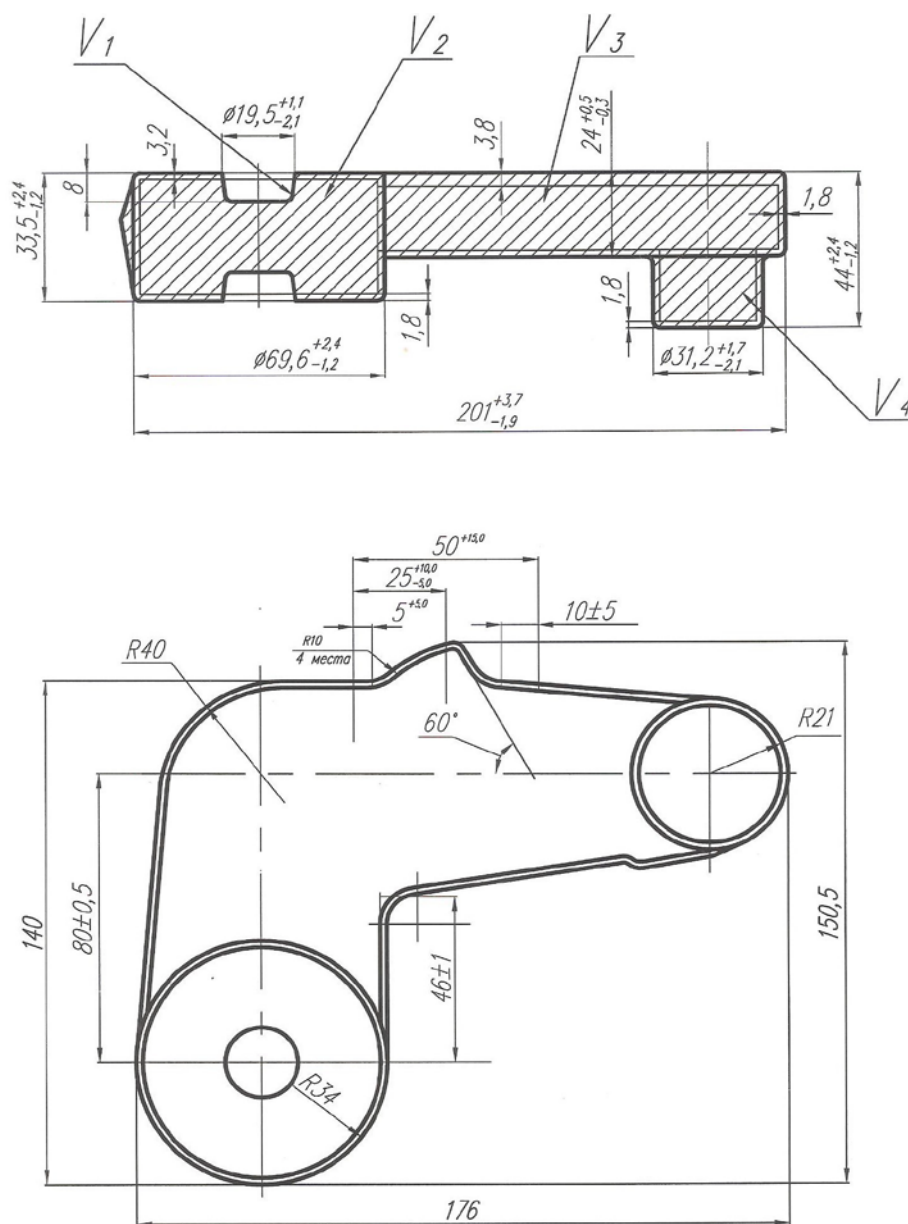 V1
V2
V3
ø19,5 +1,1 -2,1
3,2
3,8
24 +0,5 -0,3
8
33,5 +2,4 -1,2
1,8
44 +2,4 -1,2
1,8
1,8
ø69,6 +2,4 -1,2
ø31,2 +1,7 -2,1
201 +3,7 -1,9
V4
50 +15,0
25 +10,0 -5,0
5 +5,0
10±5
R10
4 места
R40
60°
R21
140
80±0,5
46±1
150,5
R34
176